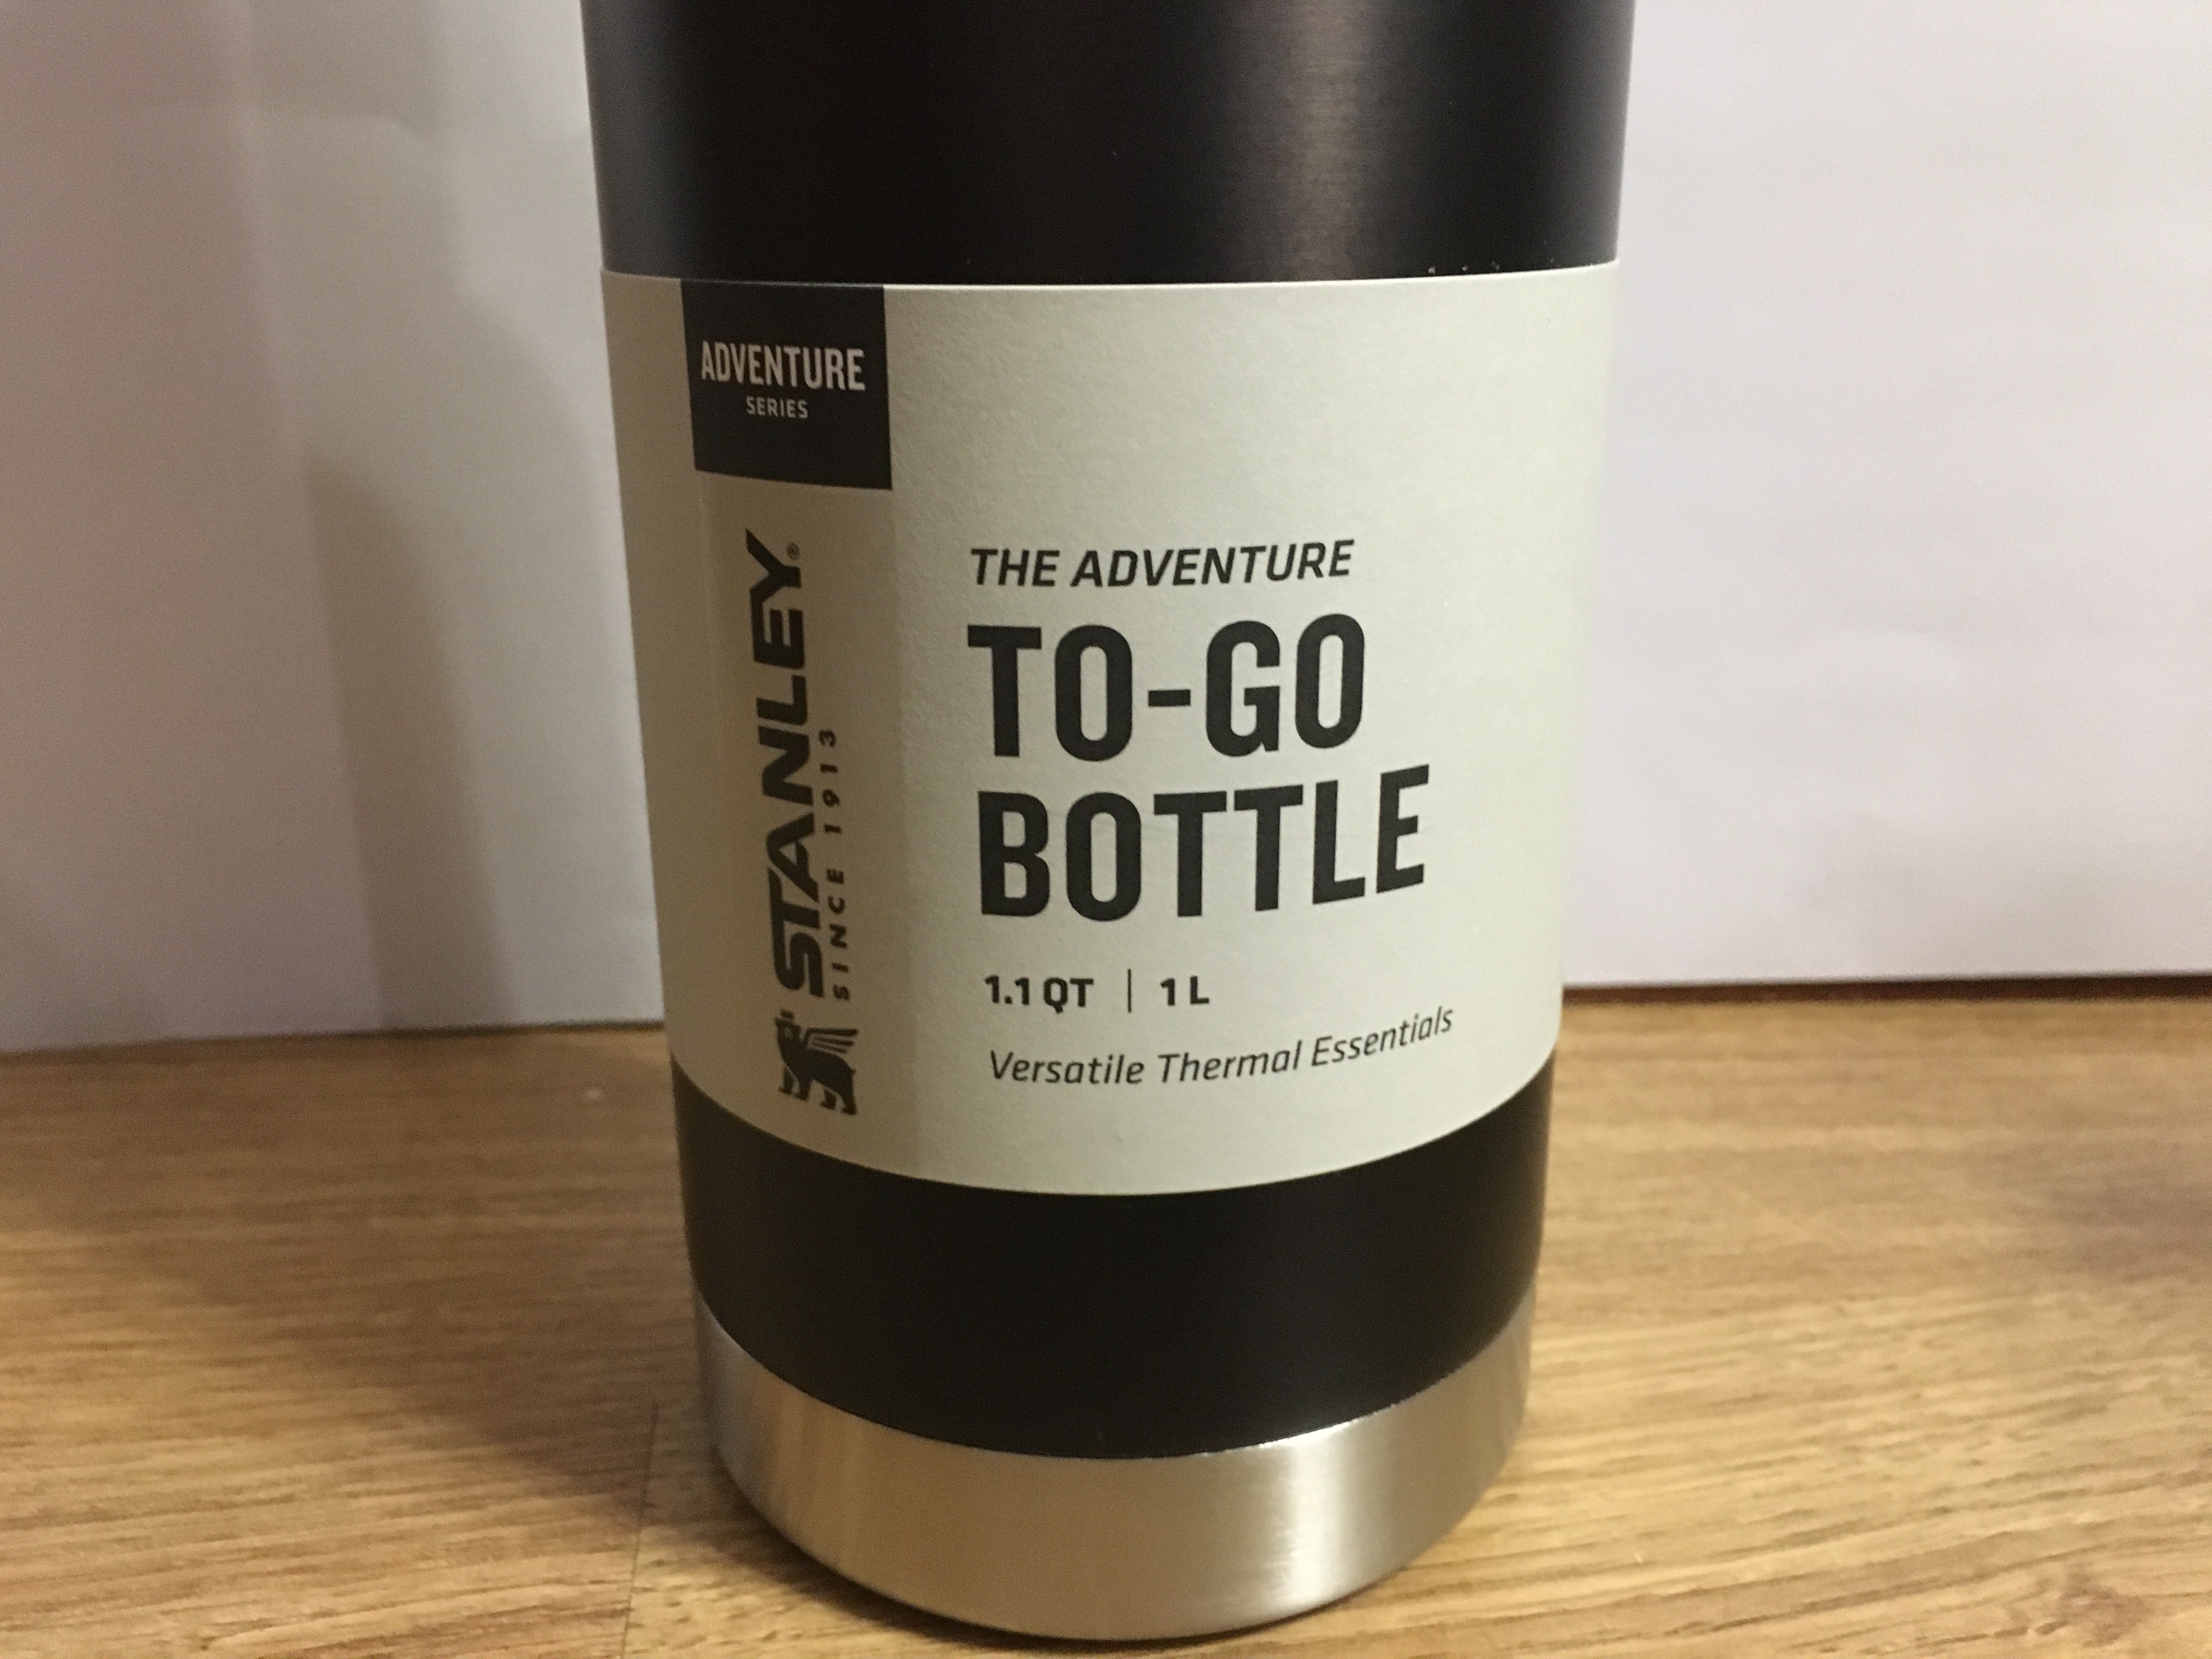 ADVENTURE
SERIES
STANLEY®
SINCE 1913
THE ADVENTURE
TO-GO
BOTTLE
1.1 QT | 1 L
Versatile Thermal Essentials